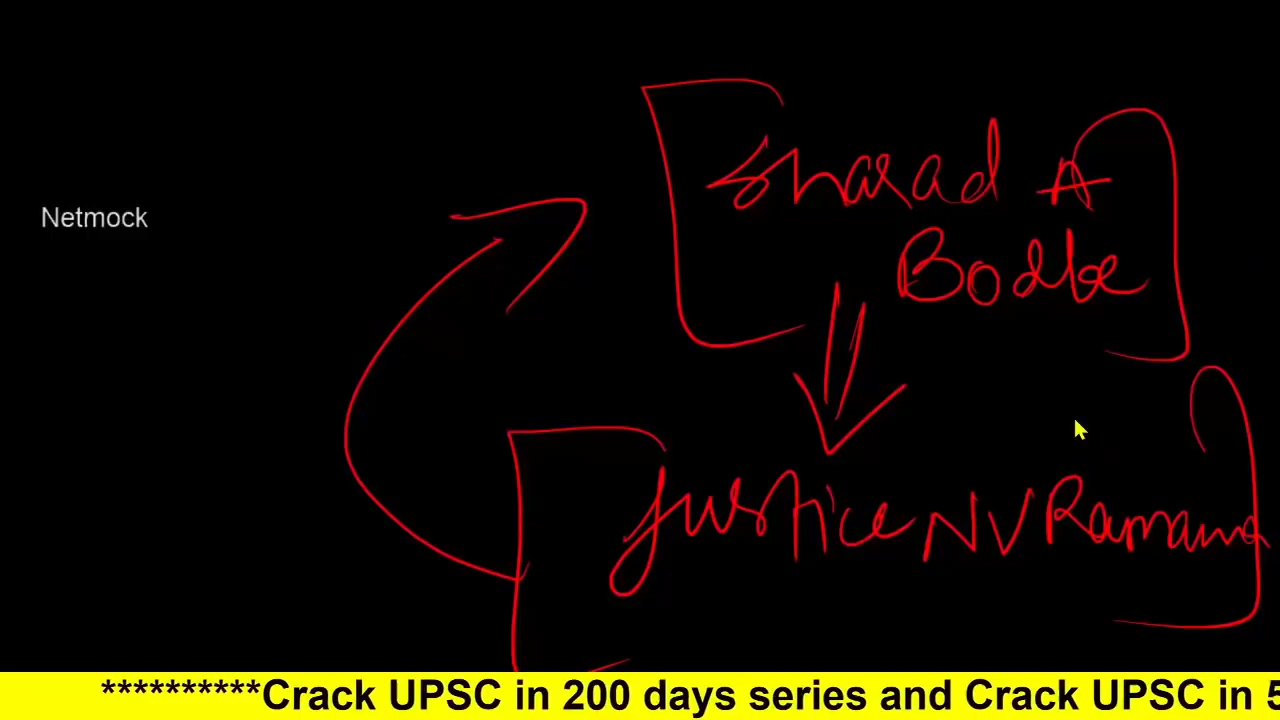 Sharad A
Netmock
Bodbe
Justice NV Ramana
**********Crack UPSC in 200 days series and Crack UPSC in 5